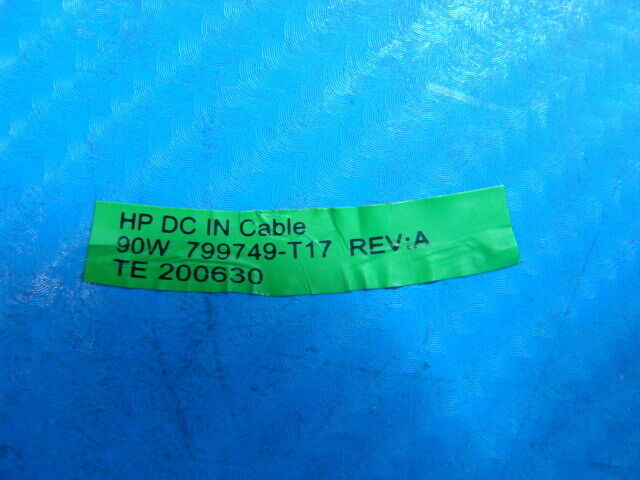 HP DC IN Cable
90W 799749-T17 REV:A
TE 200630